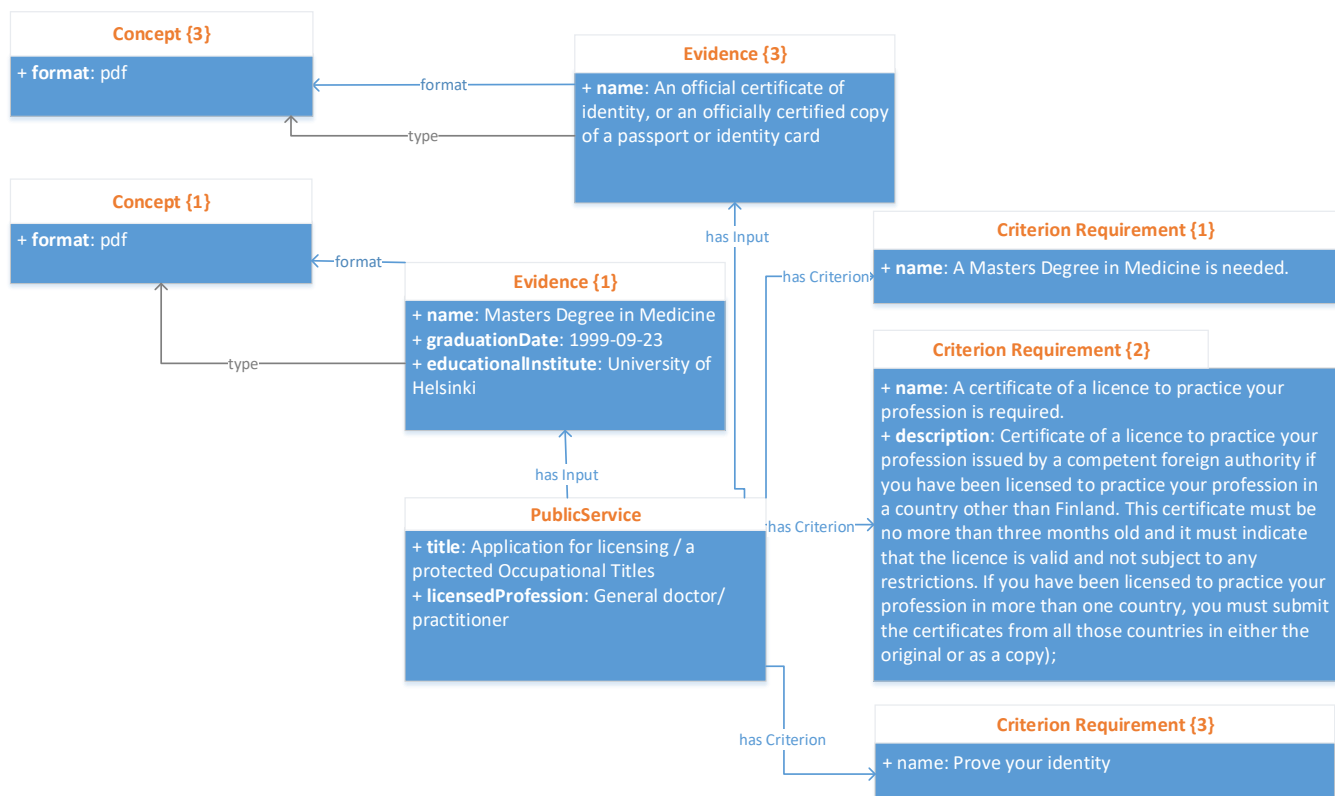 Concept {3}
+ format: pdf
format
type
Evidence {3}
+ name: An official certificate of
identity, or an officially certified copy
of a passport or identity card
Concept {1}
+ format: pdf
format
type
Evidence {1}
+ name: Masters Degree in Medicine
+ graduationDate: 1999-09-23
+ educationalInstitute: University of
Helsinki
has Input
has Input
PublicService
+ title: Application for licensing / a
protected Occupational Titles
+ licensedProfession: General doctor/
practitioner
has Criterion
Criterion Requirement {1}
+ name: A Masters Degree in Medicine is needed.
has Criterion
Criterion Requirement {2}
+ name: A certificate of a licence to practice your
profession is required.
+ description: Certificate of a licence to practice your
profession issued by a competent foreign authority if
you have been licensed to practice your profession in
a country other than Finland. This certificate must be
no more than three months old and it must indicate
that the licence is valid and not subject to any
restrictions. If you have been licensed to practice your
profession in more than one country, you must submit
the certificates from all those countries in either the
original or as a copy);
has Criterion
Criterion Requirement {3}
+ name: Prove your identity